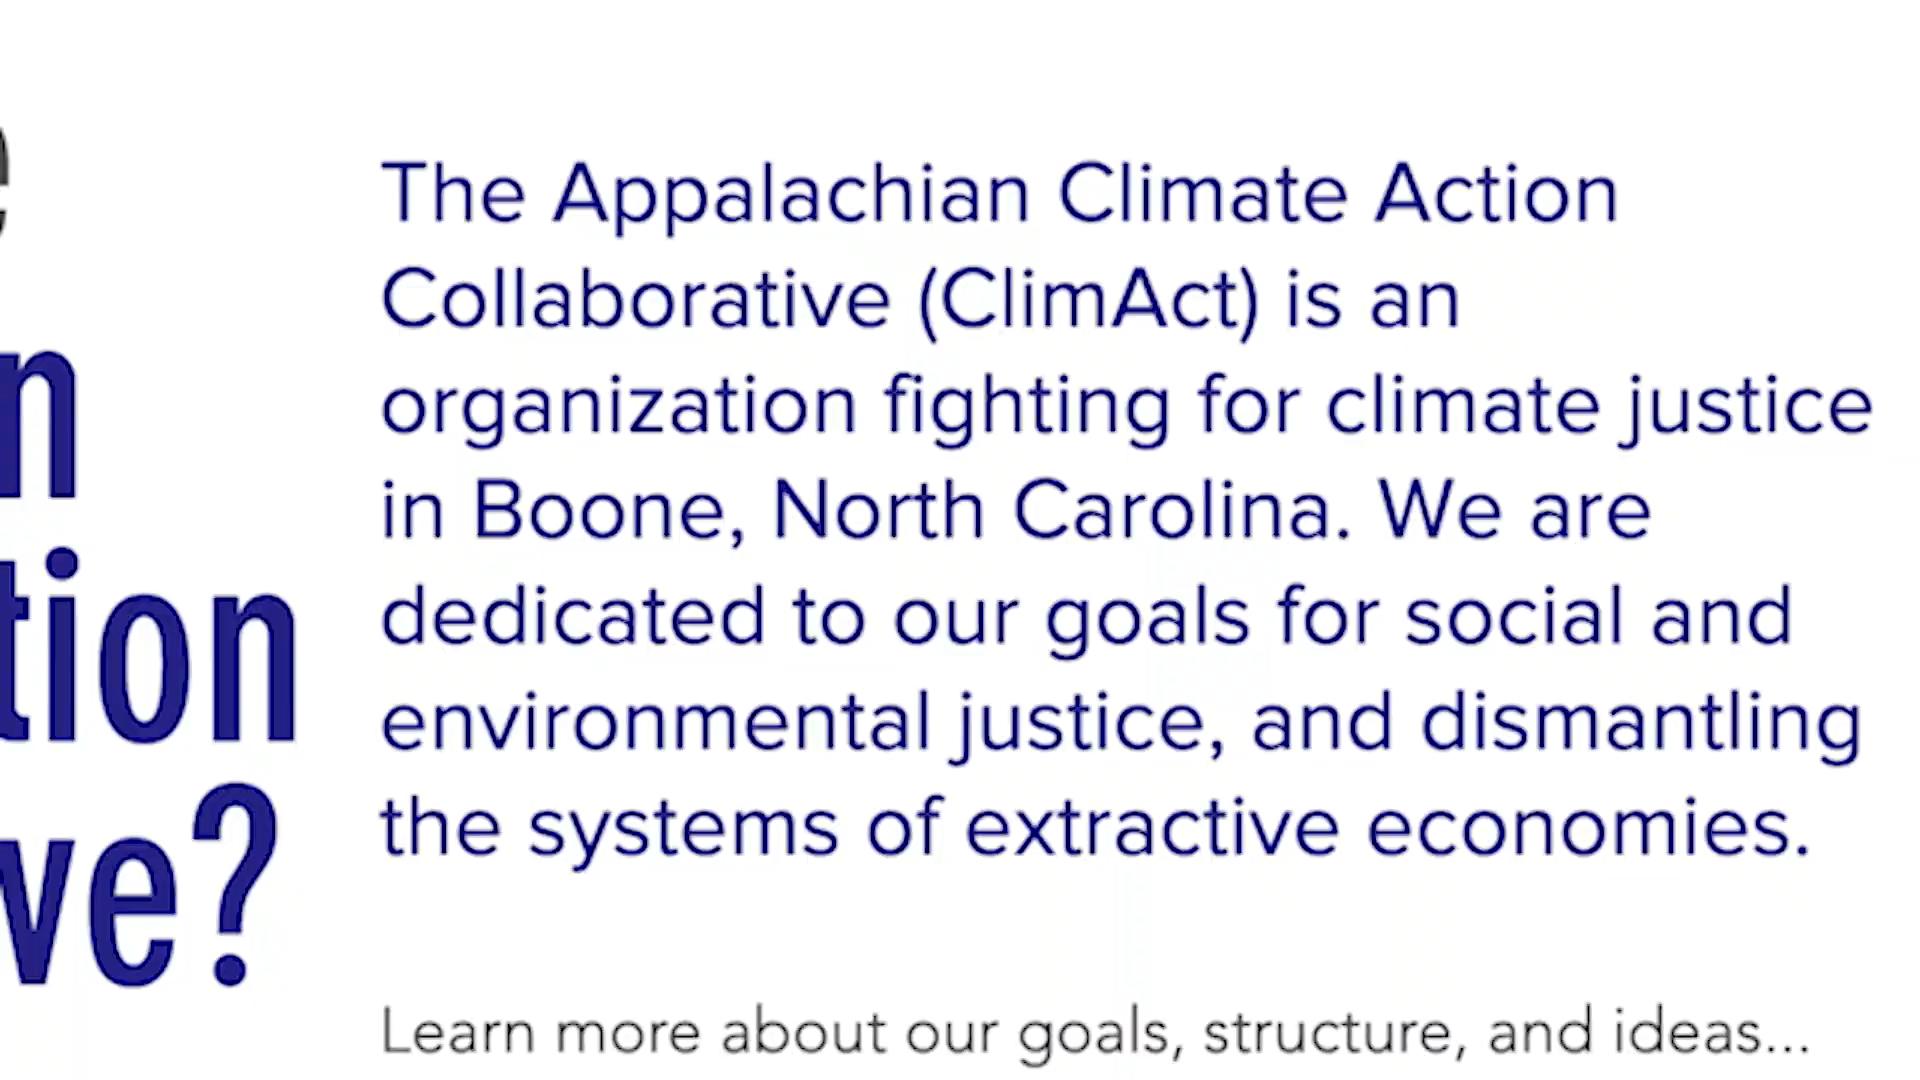 The Appalachian Climate Action
Collaborative (ClimAct) is an
organization fighting for climate justice
in Boone, North Carolina. We are
dedicated to our goals for social and
environmental justice, and dismantling
the systems of extractive economies.
Learn more about our goals, structure, and ideas...